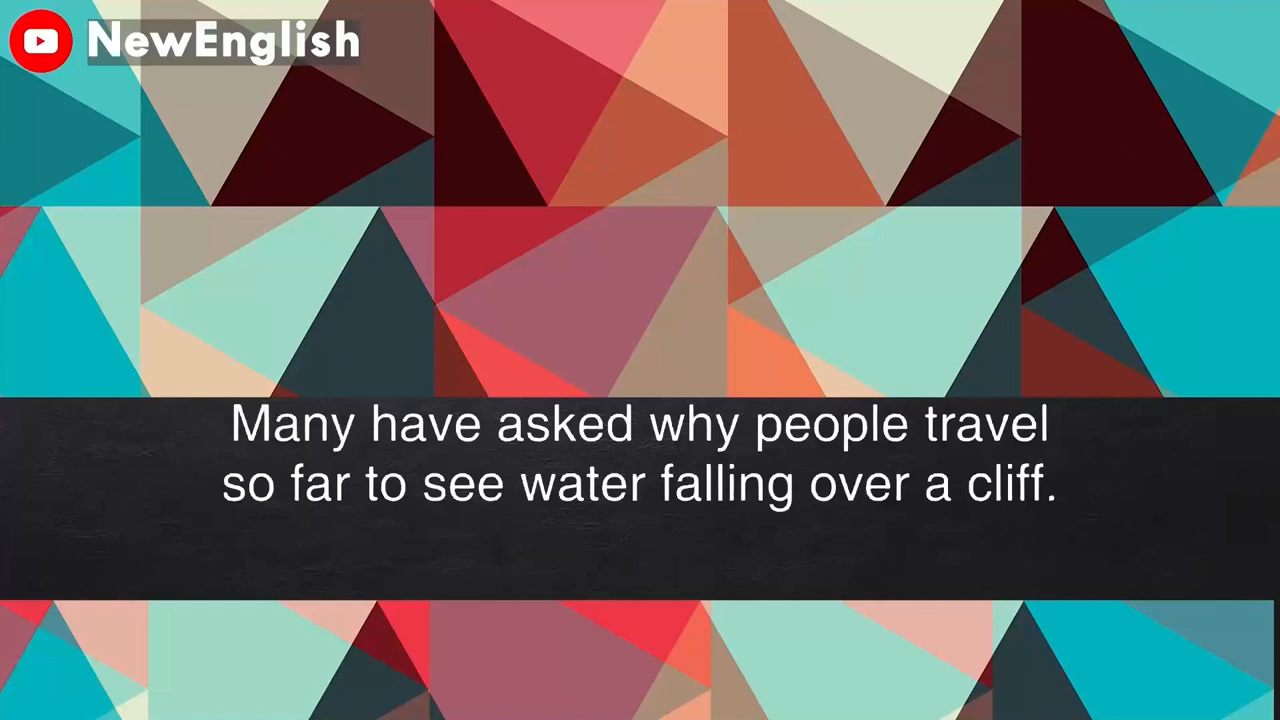 NewEnglish
Many have asked why people travel
so far to see water falling over a cliff.